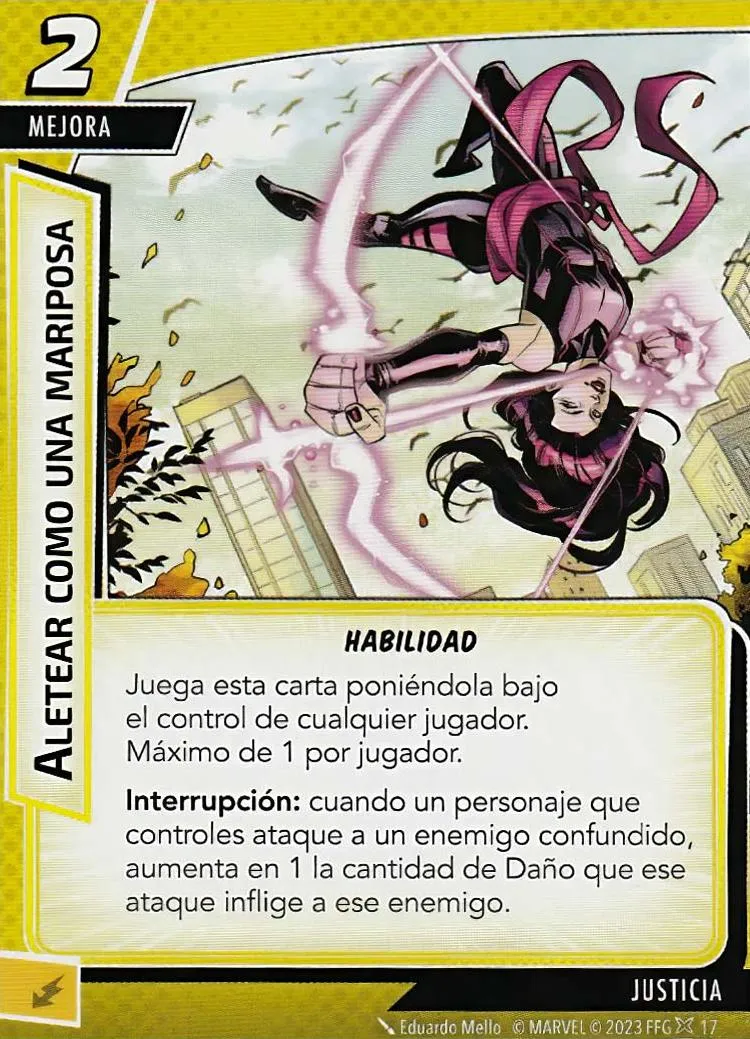 2
MEJORA
ALETEAR COMO UNA MARIPOSA
HABILIDAD
Juega esta carta poniéndola bajo
el control de cualquier jugador.
Máximo de 1 por jugador.
Interrupción: cuando un personaje que
controles ataque a un enemigo confundido,
aumenta en 1 la cantidad de Daño que ese
ataque inflige a ese enemigo.
JUSTICIA
Eduardo Mello © MARVEL © 2023 FFG 17